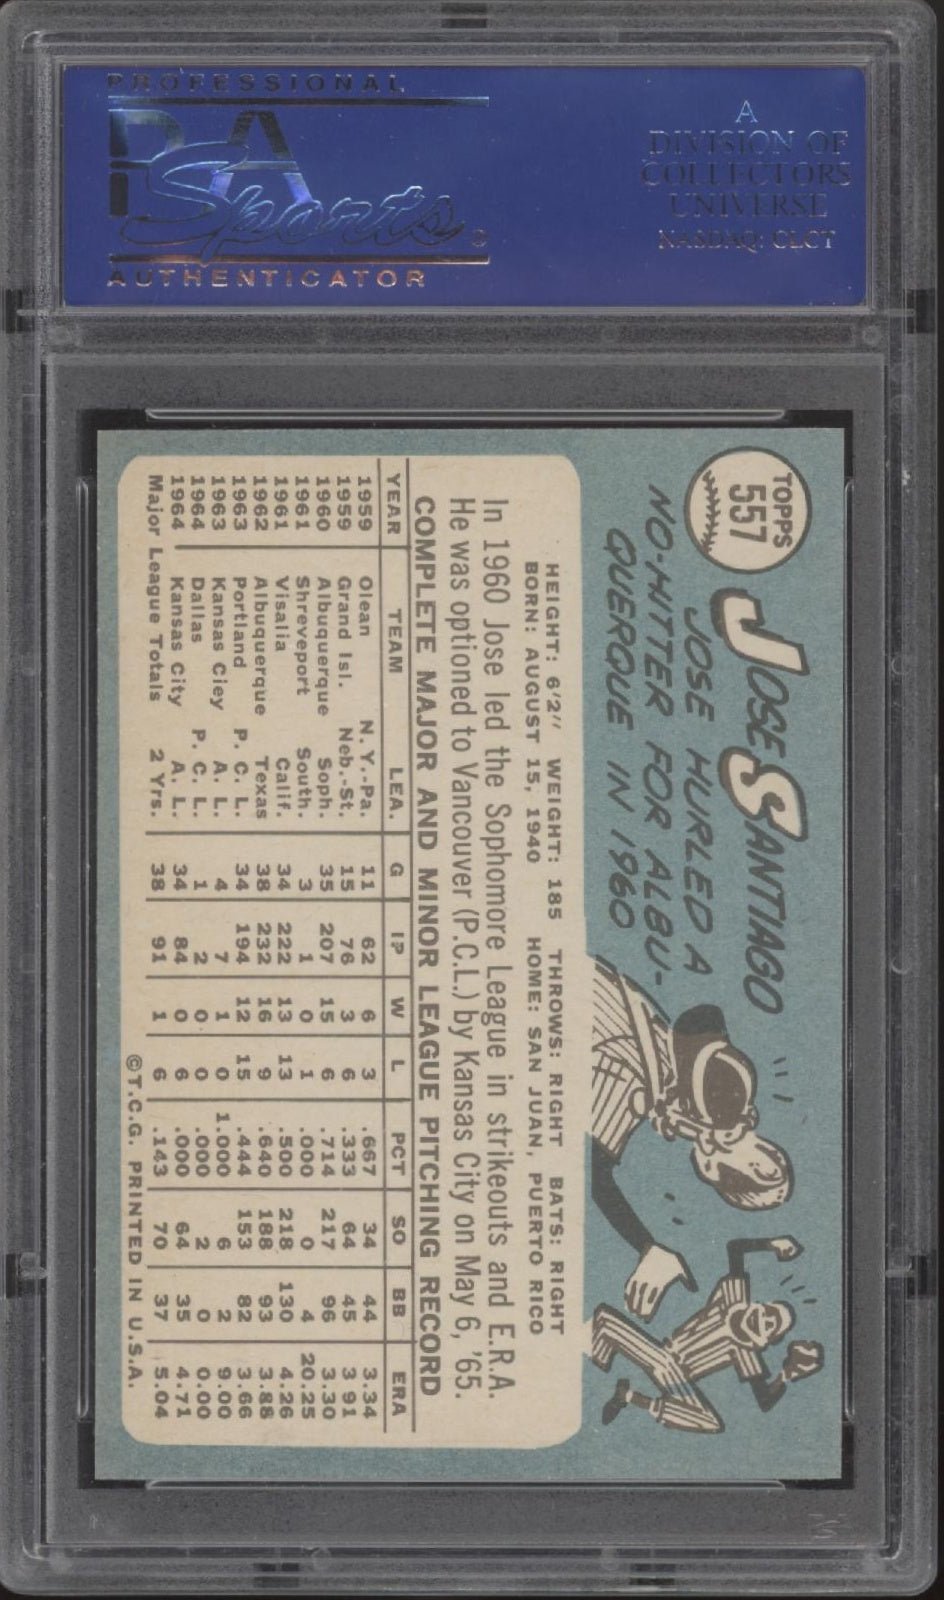 PROFESSIONAL
PSA
Sports
AUTHENTICATOR
A
DIVISION OF
COLLECTORS
UNIVERSE
NASDAQ: CLCT
TOPPS
557
JOSE SANTIAGO
JOSE HURLED A
NO-HITTER FOR ALBU-
QUERQUE IN 1960
HEIGHT: 6'2" WEIGHT: 185 THROWS: RIGHT BATS: RIGHT
BORN: AUGUST 15, 1940 HOME: SAN JUAN, PUERTO RICO
In 1960 Jose led the Sophomore League in strikeouts and E.R.A.
He was optioned to Vancouver (P.C.L.) by Kansas City on May 6, '65.
COMPLETE MAJOR AND MINOR LEAGUE PITCHING RECORD
YEAR TEAM LEA. G IP W L PCT SO BB ERA
1959 Olean N. Y.-Pa. 11 62 6 3 .667 34 44 3.34
1959 Grand Isl. Neb.-St. 15 76 3 6 .333 64 45 3.91
1960 Albuquerque Soph. 35 207 15 6 .714 217 96 3.30
1961 Shreveport South. 3 1 0 1 .000 0 4 20.25
1961 Visalia Calif. 34 222 13 13 .500 218 130 4.26
1962 Albuquerque Texas 38 232 16 9 .640 188 93 3.88
1963 Portland P. C. L. 34 194 12 15 .444 153 82 3.66
1963 Kansas Ciey A. L. 4 7 1 0 1.000 6 2 9.00
1964 Dallas P. C. L. 1 2 0 0 .000 2 0 0.00
1964 Kansas City A. L. 34 84 0 6 .000 64 35 4.71
Major League Totals 2 Yrs. 38 91 1 6 .143 70 37 5.04
©T.C.G. PRINTED IN U.S.A.